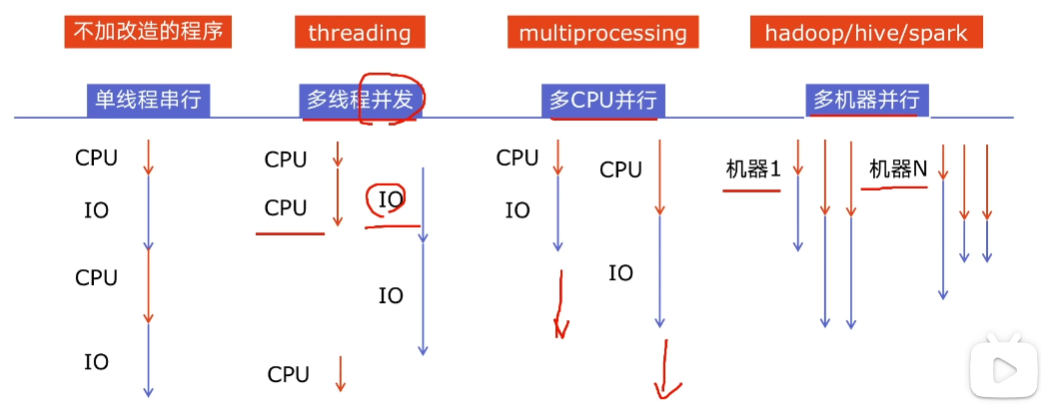 不加改造的程序
threading
multiprocessing
hadoop/hive/spark
单线程串行
多线程并发
多CPU并行
多机器并行
CPU
IO
CPU
IO
CPU
CPU
IO
IO
CPU
CPU
IO
CPU
IO
机器1
机器N